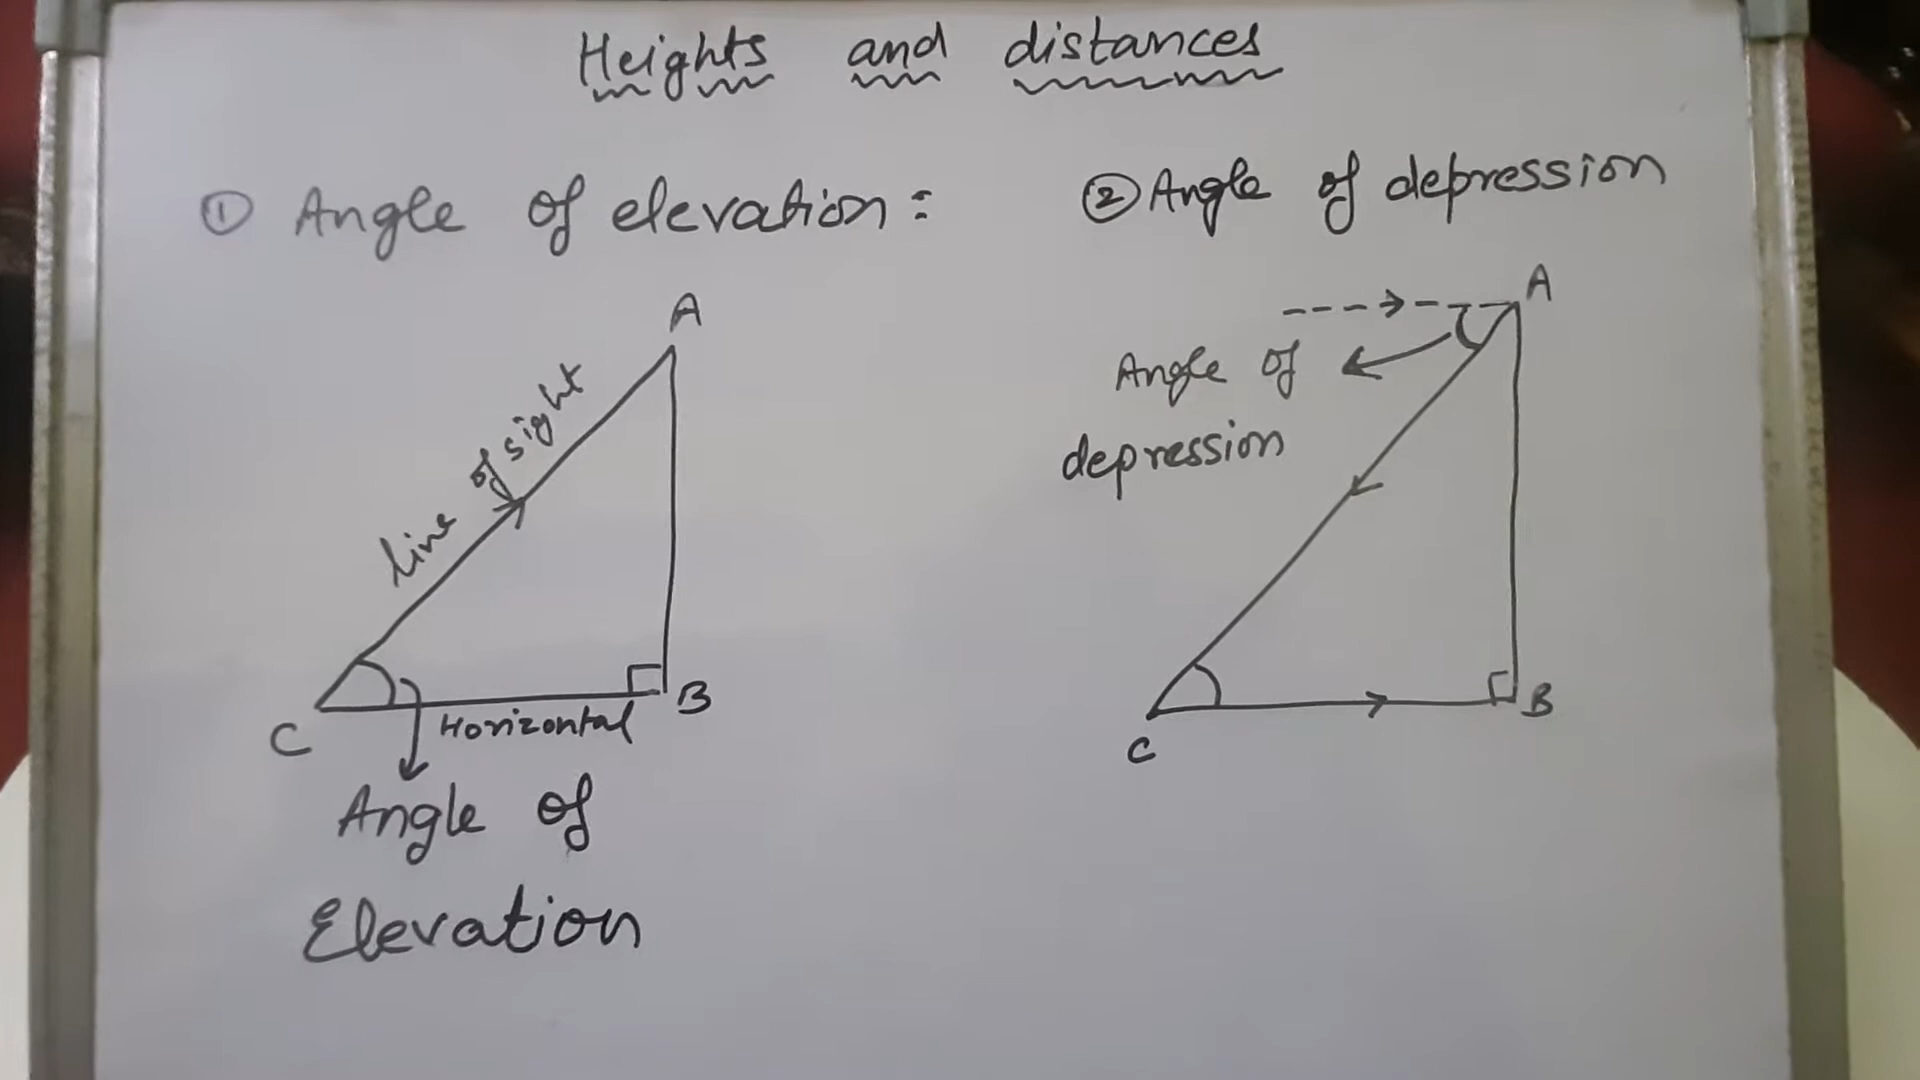 Heights and distances
① Angle of elevation:
A
line of sight
C
B
Horizontal
Angle of
Elevation
② Angle of depression
A
Angle of
depression
C
B